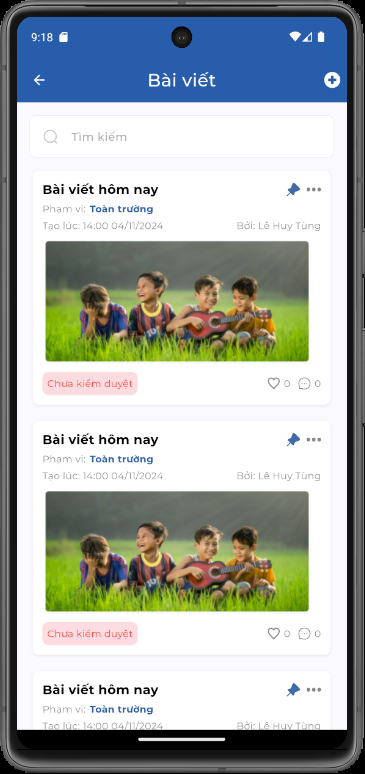 9:18
Bài viết
Tìm kiếm
Bài viết hôm nay
Phạm vi: Toàn trường
Tạo lúc: 14:00 04/11/2024 Bởi: Lê Huy Tùng
Chưa kiểm duyệt 0 0
Bài viết hôm nay
Phạm vi: Toàn trường
Tạo lúc: 14:00 04/11/2024 Bởi: Lê Huy Tùng
Chưa kiểm duyệt 0 0
Bài viết hôm nay
Phạm vi: Toàn trường
Tạo lúc: 14:00 04/11/2024 Bởi: Lê Huy Tùng